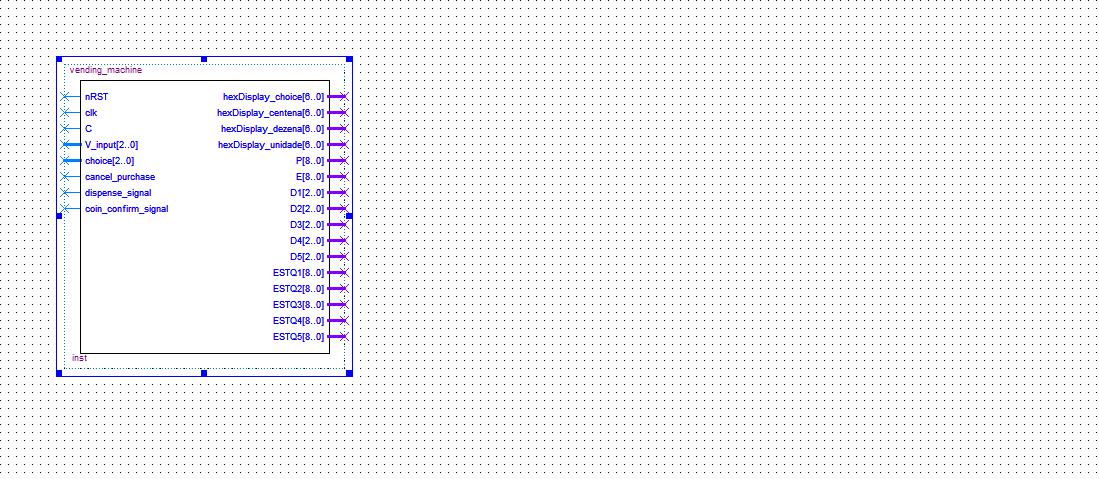 vending_machine
nRST hexDisplay_choice[6..0]
clk hexDisplay_centena[6..0]
C hexDisplay_dezena[6..0]
V_input[2..0] hexDisplay_unidade[6..0]
choice[2..0] P[8..0]
cancel_purchase E[8..0]
dispense_signal D1[2..0]
coin_confirm_signal D2[2..0]
D3[2..0]
D4[2..0]
D5[2..0]
ESTQ1[8..0]
ESTQ2[8..0]
ESTQ3[8..0]
ESTQ4[8..0]
ESTQ5[8..0]
inst